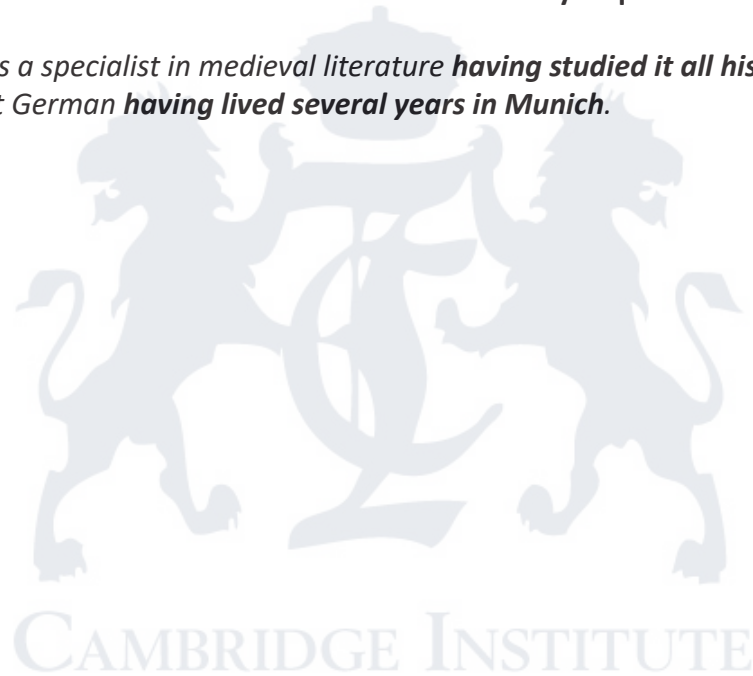 s a specialist in medieval literature having studied it all his
t German having lived several years in Munich.
CAMBRIDGE INSTITUTE